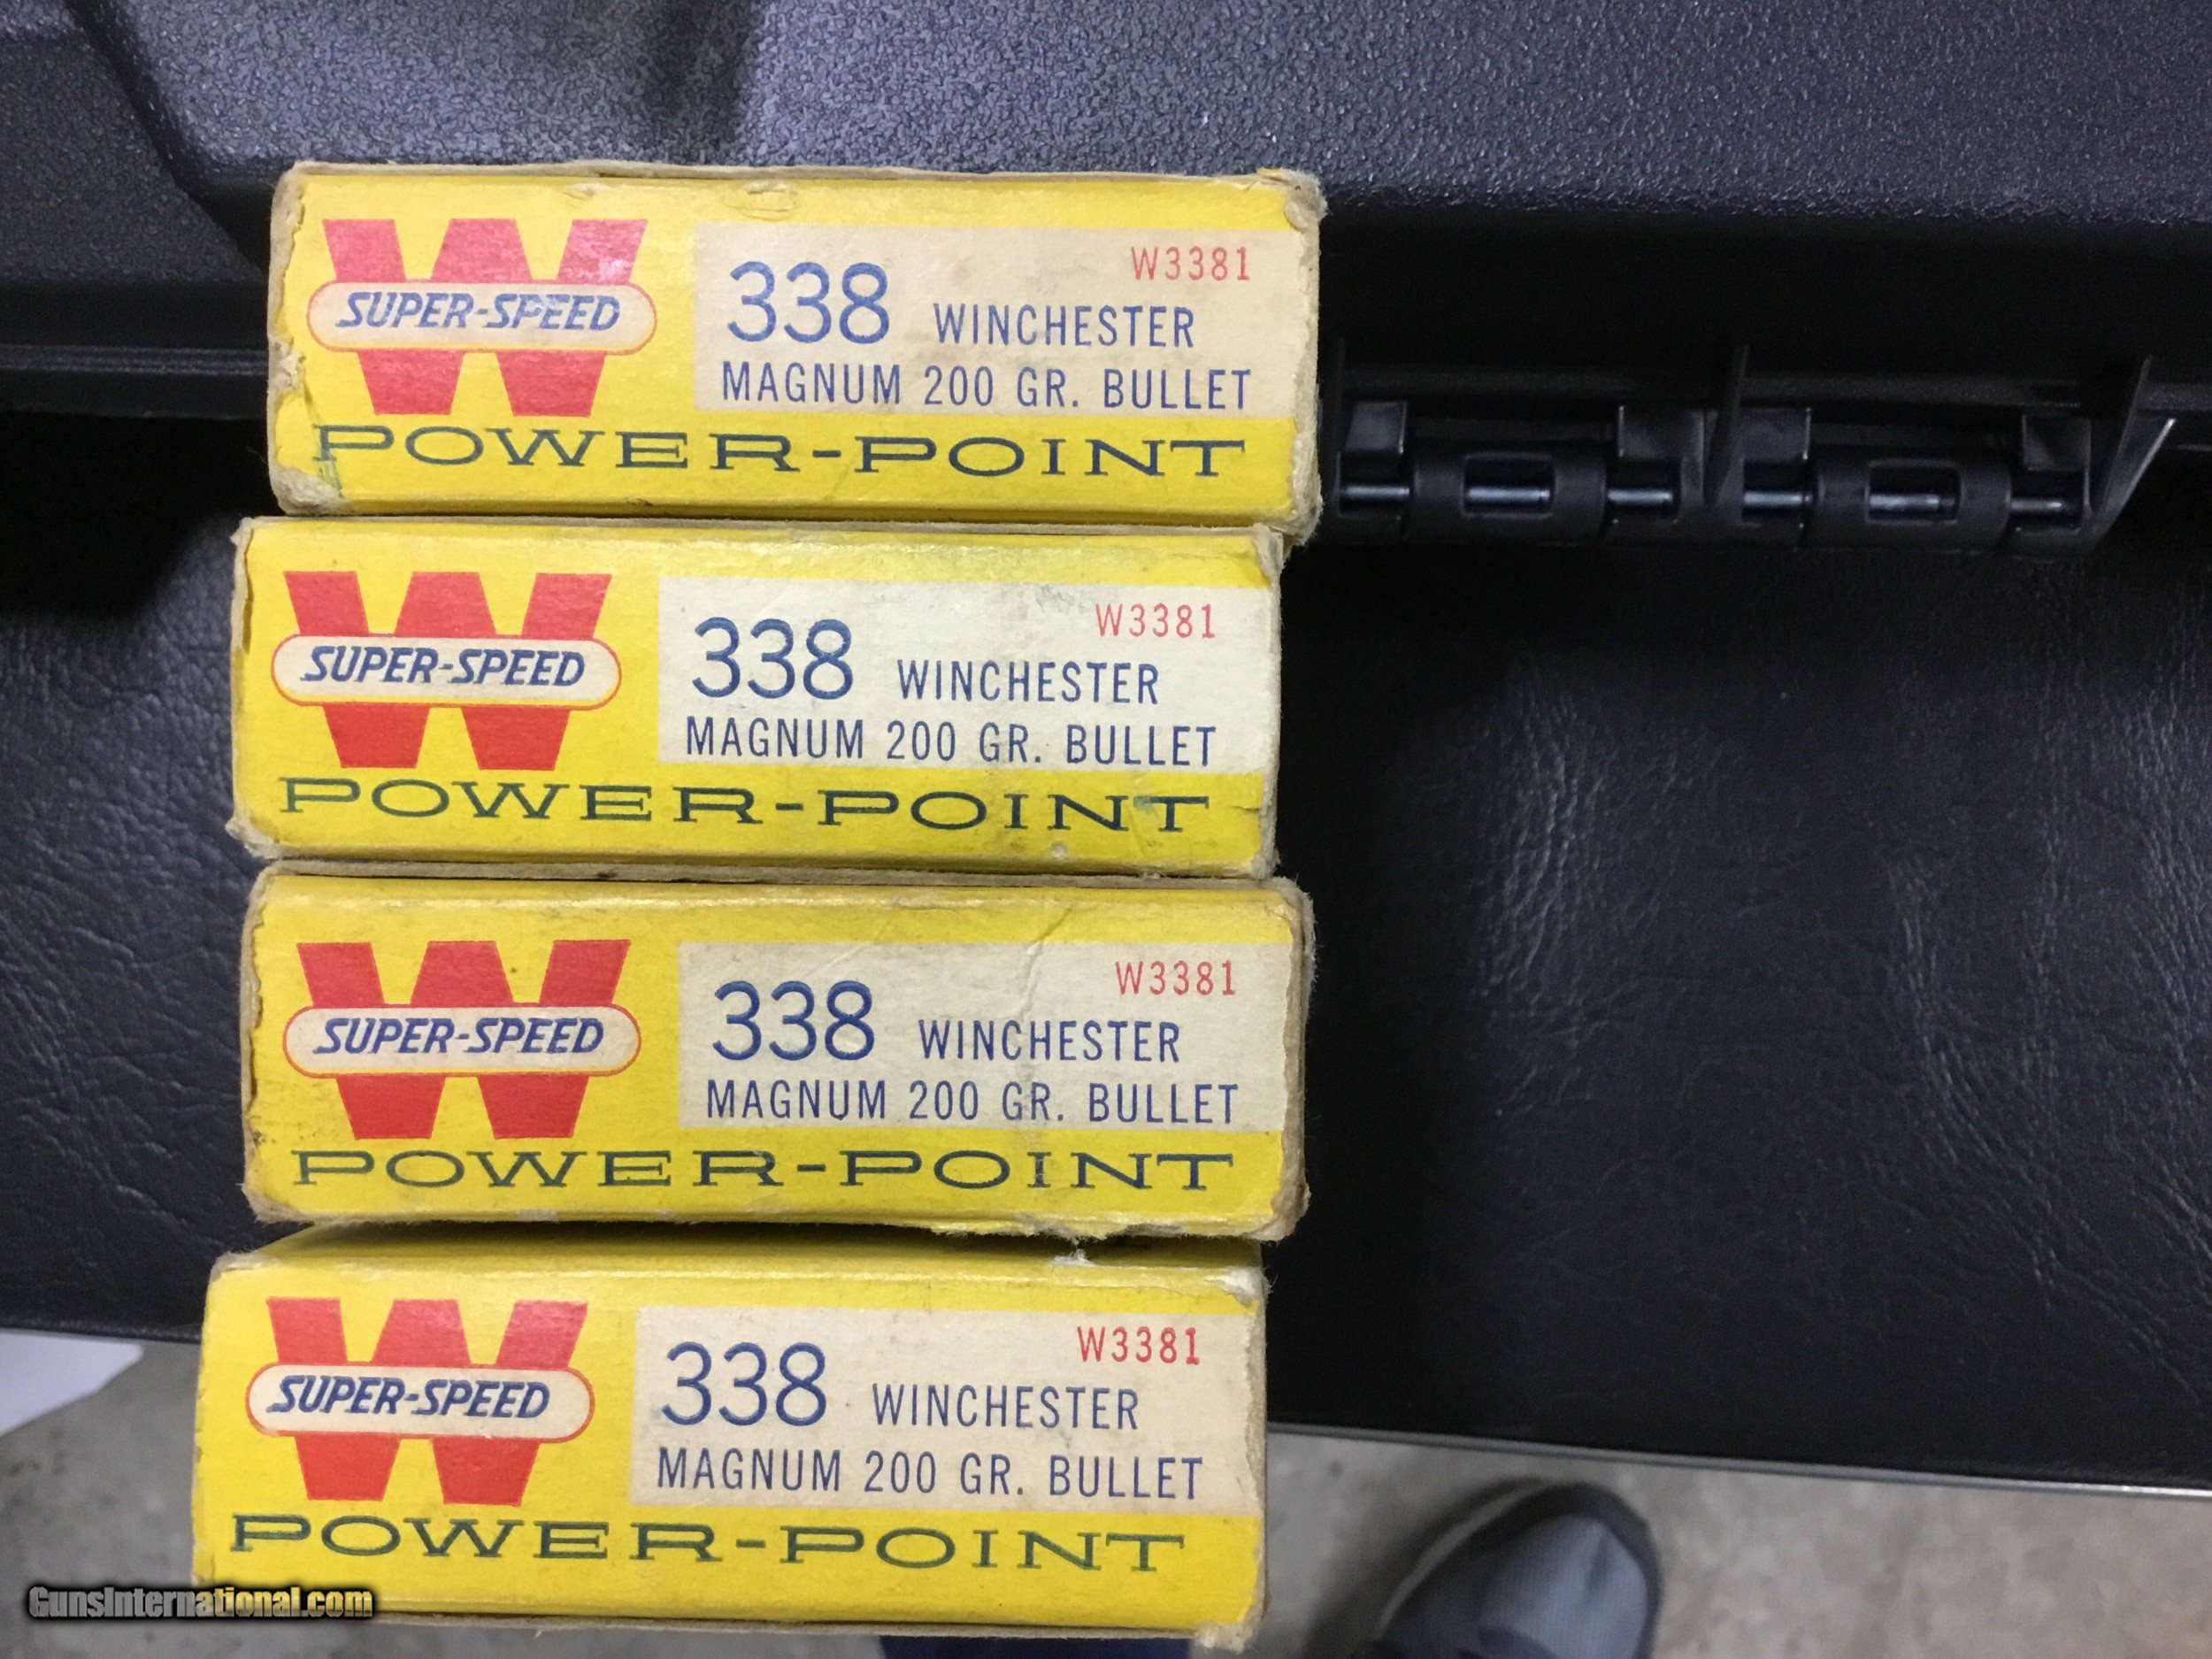 W3381
SUPER-SPEED
338 WINCHESTER
MAGNUM 200 GR. BULLET
POWER-POINT
W3381
SUPER-SPEED
338 WINCHESTER
MAGNUM 200 GR. BULLET
POWER-POINT
W3381
SUPER-SPEED
338 WINCHESTER
MAGNUM 200 GR. BULLET
POWER-POINT
W3381
SUPER-SPEED
338 WINCHESTER
MAGNUM 200 GR. BULLET
POWER-POINT
GunsInternational.com